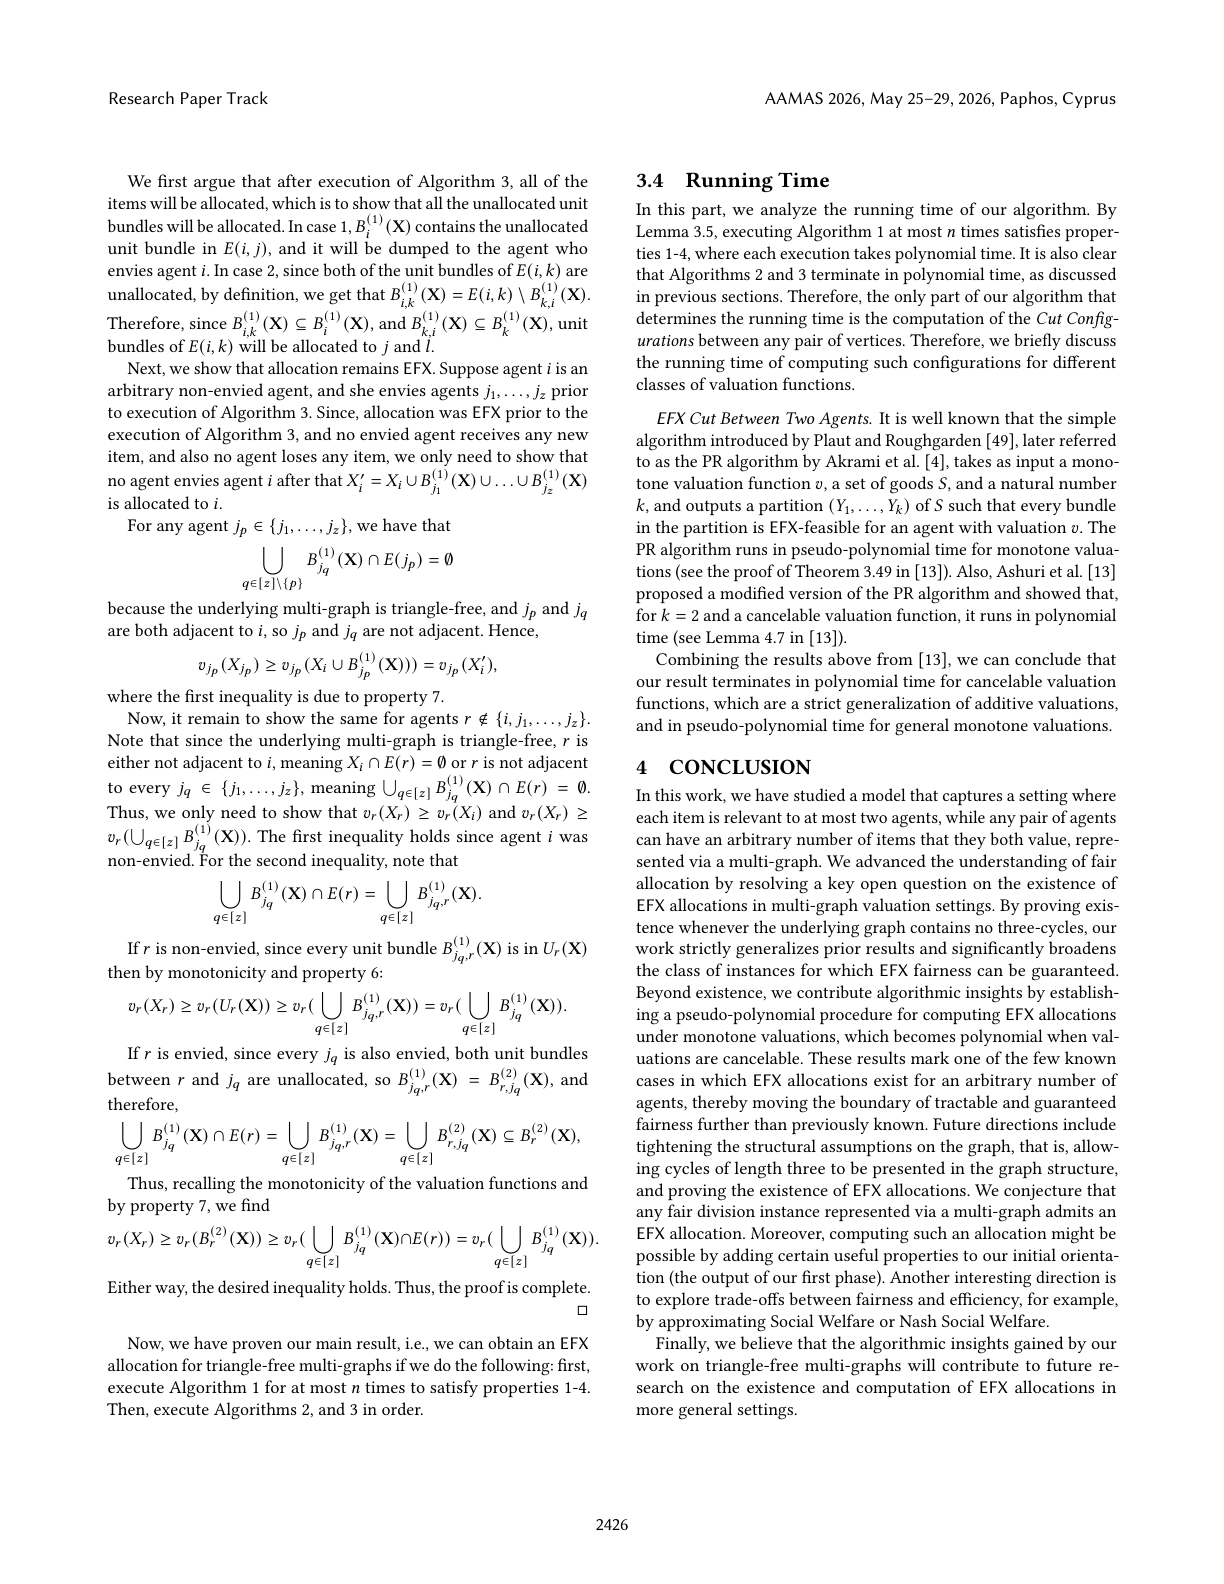 Research Paper Track
AAMAS 2026, May 25–29, 2026, Paphos, Cyprus
We first argue that after execution of Algorithm 3, all of the
items will be allocated, which is to show that all the unallocated unit
bundles will be allocated. In case 1, B_i^{(1)}(X) contains the unallocated
unit bundle in E(i, j), and it will be dumped to the agent who
envies agent i. In case 2, since both of the unit bundles of E(i, k) are
unallocated, by definition, we get that B_{i,k}^{(1)}(X) = E(i, k) \ B_{k,i}^{(1)}(X).
Therefore, since B_{i,k}^{(1)}(X) ⊆ B_i^{(1)}(X), and B_{k,i}^{(1)}(X) ⊆ B_k^{(1)}(X), unit
bundles of E(i, k) will be allocated to j and l.
Next, we show that allocation remains EFX. Suppose agent i is an
arbitrary non-envied agent, and she envies agents j_1, . . . , j_z prior
to execution of Algorithm 3. Since, allocation was EFX prior to the
execution of Algorithm 3, and no envied agent receives any new
item, and also no agent loses any item, we only need to show that
no agent envies agent i after that X′_i = X_i ∪ B_{j_1}^{(1)}(X) ∪ . . . ∪ B_{j_z}^{(1)}(X)
is allocated to i.
For any agent j_p ∈ {j_1, . . . , j_z}, we have that
⋃_{q∈[z]\{p}} B_{j_q}^{(1)}(X) ∩ E(j_p) = ∅
because the underlying multi-graph is triangle-free, and j_p and j_q
are both adjacent to i, so j_p and j_q are not adjacent. Hence,
v_{j_p}(X_{j_p}) ≥ v_{j_p}(X_i ∪ B_{j_p}^{(1)}(X))) = v_{j_p}(X′_i),
where the first inequality is due to property 7.
Now, it remain to show the same for agents r ∉ {i, j_1, . . . , j_z}.
Note that since the underlying multi-graph is triangle-free, r is
either not adjacent to i, meaning X_i ∩ E(r) = ∅ or r is not adjacent
to every j_q ∈ {j_1, . . . , j_z}, meaning ⋃_{q∈[z]} B_{j_q}^{(1)}(X) ∩ E(r) = ∅.
Thus, we only need to show that v_r(X_r) ≥ v_r(X_i) and v_r(X_r) ≥
v_r(⋃_{q∈[z]} B_{j_q}^{(1)}(X)). The first inequality holds since agent i was
non-envied. For the second inequality, note that
⋃_{q∈[z]} B_{j_q}^{(1)}(X) ∩ E(r) = ⋃_{q∈[z]} B_{j_q,r}^{(1)}(X).
If r is non-envied, since every unit bundle B_{j_q,r}^{(1)}(X) is in U_r(X)
then by monotonicity and property 6:
v_r(X_r) ≥ v_r(U_r(X)) ≥ v_r(⋃_{q∈[z]} B_{j_q,r}^{(1)}(X)) = v_r(⋃_{q∈[z]} B_{j_q}^{(1)}(X)).
If r is envied, since every j_q is also envied, both unit bundles
between r and j_q are unallocated, so B_{j_q,r}^{(1)}(X) = B_{r,j_q}^{(2)}(X), and
therefore,
⋃_{q∈[z]} B_{j_q}^{(1)}(X) ∩ E(r) = ⋃_{q∈[z]} B_{j_q,r}^{(1)}(X) = ⋃_{q∈[z]} B_{r,j_q}^{(2)}(X) ⊆ B_r^{(2)}(X),
Thus, recalling the monotonicity of the valuation functions and
by property 7, we find
v_r(X_r) ≥ v_r(B_r^{(2)}(X)) ≥ v_r(⋃_{q∈[z]} B_{j_q}^{(1)}(X)∩E(r)) = v_r(⋃_{q∈[z]} B_{j_q}^{(1)}(X)).
Either way, the desired inequality holds. Thus, the proof is complete.
□
Now, we have proven our main result, i.e., we can obtain an EFX
allocation for triangle-free multi-graphs if we do the following: first,
execute Algorithm 1 for at most n times to satisfy properties 1-4.
Then, execute Algorithms 2, and 3 in order.
3.4 Running Time
In this part, we analyze the running time of our algorithm. By
Lemma 3.5, executing Algorithm 1 at most n times satisfies proper-
ties 1-4, where each execution takes polynomial time. It is also clear
that Algorithms 2 and 3 terminate in polynomial time, as discussed
in previous sections. Therefore, the only part of our algorithm that
determines the running time is the computation of the Cut Config-
urations between any pair of vertices. Therefore, we briefly discuss
the running time of computing such configurations for different
classes of valuation functions.
EFX Cut Between Two Agents. It is well known that the simple
algorithm introduced by Plaut and Roughgarden [49], later referred
to as the PR algorithm by Akrami et al. [4], takes as input a mono-
tone valuation function v, a set of goods S, and a natural number
k, and outputs a partition (Y_1, . . . , Y_k) of S such that every bundle
in the partition is EFX-feasible for an agent with valuation v. The
PR algorithm runs in pseudo-polynomial time for monotone valua-
tions (see the proof of Theorem 3.49 in [13]). Also, Ashuri et al. [13]
proposed a modified version of the PR algorithm and showed that,
for k = 2 and a cancelable valuation function, it runs in polynomial
time (see Lemma 4.7 in [13]).
Combining the results above from [13], we can conclude that
our result terminates in polynomial time for cancelable valuation
functions, which are a strict generalization of additive valuations,
and in pseudo-polynomial time for general monotone valuations.
4 CONCLUSION
In this work, we have studied a model that captures a setting where
each item is relevant to at most two agents, while any pair of agents
can have an arbitrary number of items that they both value, repre-
sented via a multi-graph. We advanced the understanding of fair
allocation by resolving a key open question on the existence of
EFX allocations in multi-graph valuation settings. By proving exis-
tence whenever the underlying graph contains no three-cycles, our
work strictly generalizes prior results and significantly broadens
the class of instances for which EFX fairness can be guaranteed.
Beyond existence, we contribute algorithmic insights by establish-
ing a pseudo-polynomial procedure for computing EFX allocations
under monotone valuations, which becomes polynomial when val-
uations are cancelable. These results mark one of the few known
cases in which EFX allocations exist for an arbitrary number of
agents, thereby moving the boundary of tractable and guaranteed
fairness further than previously known. Future directions include
tightening the structural assumptions on the graph, that is, allow-
ing cycles of length three to be presented in the graph structure,
and proving the existence of EFX allocations. We conjecture that
any fair division instance represented via a multi-graph admits an
EFX allocation. Moreover, computing such an allocation might be
possible by adding certain useful properties to our initial orienta-
tion (the output of our first phase). Another interesting direction is
to explore trade-offs between fairness and efficiency, for example,
by approximating Social Welfare or Nash Social Welfare.
Finally, we believe that the algorithmic insights gained by our
work on triangle-free multi-graphs will contribute to future re-
search on the existence and computation of EFX allocations in
more general settings.
2426